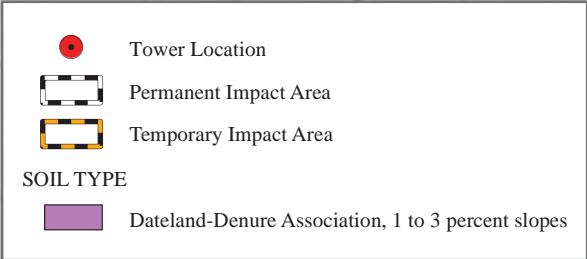 Tower Location
Permanent Impact Area
Temporary Impact Area
SOIL TYPE
Dateland-Denure Association, 1 to 3 percent slopes